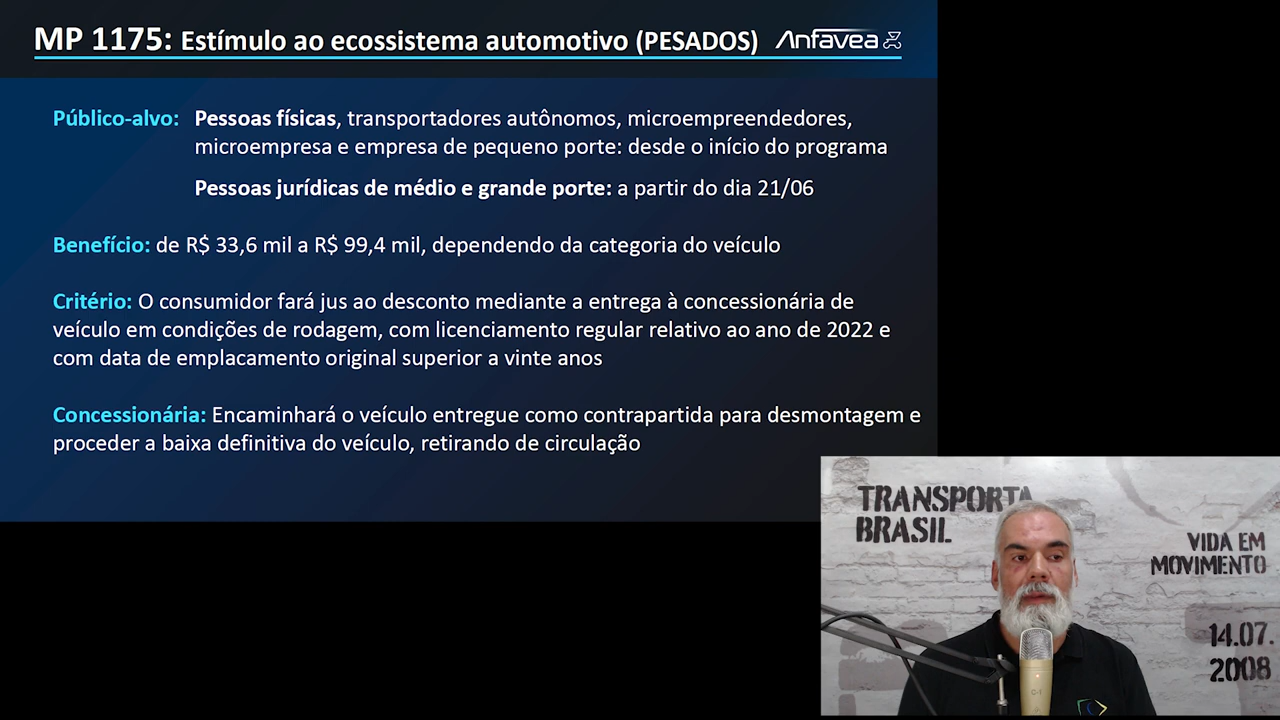 MP 1175: Estímulo ao ecossistema automotivo (PESADOS) Anfavea
Público-alvo: Pessoas físicas, transportadores autônomos, microempreendedores,
microempresa e empresa de pequeno porte: desde o início do programa
Pessoas jurídicas de médio e grande porte: a partir do dia 21/06
Benefício: de R$ 33,6 mil a R$ 99,4 mil, dependendo da categoria do veículo
Critério: O consumidor fará jus ao desconto mediante a entrega à concessionária de
veículo em condições de rodagem, com licenciamento regular relativo ao ano de 2022 e
com data de emplacamento original superior a vinte anos
Concessionária: Encaminhará o veículo entregue como contrapartida para desmontagem e
proceder a baixa definitiva do veículo, retirando de circulação
TRANSPORTA
BRASIL
VIDA EM
MOVIMENTO
14.07.
2008
C-1